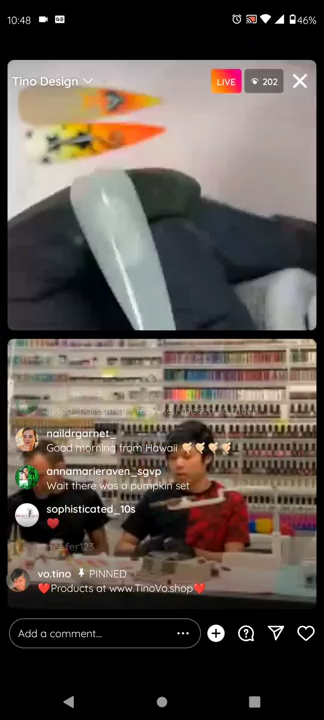 10:48
46%
Tino Design
LIVE
202
naildrgarnet_
Good morning from Hawaii
annamarieraven_sgvp
Wait there was a pumpkin set
sophisticated_10s
vo.tino PINNED
Products at www.TinoVo.shop
Add a comment...